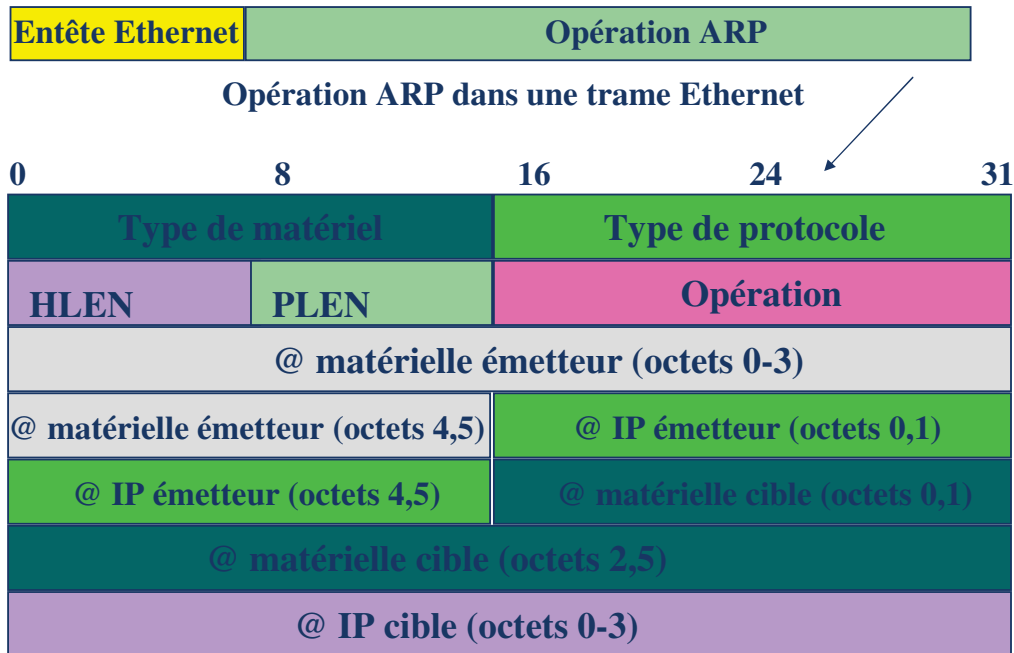 Entête Ethernet Opération ARP
Opération ARP dans une trame Ethernet
0 8 16 24 31
Type de matériel Type de protocole
HLEN PLEN Opération
@ matérielle émetteur (octets 0-3)
@ matérielle émetteur (octets 4,5) @ IP émetteur (octets 0,1)
@ IP émetteur (octets 4,5) @ matérielle cible (octets 0,1)
@ matérielle cible (octets 2,5)
@ IP cible (octets 0-3)